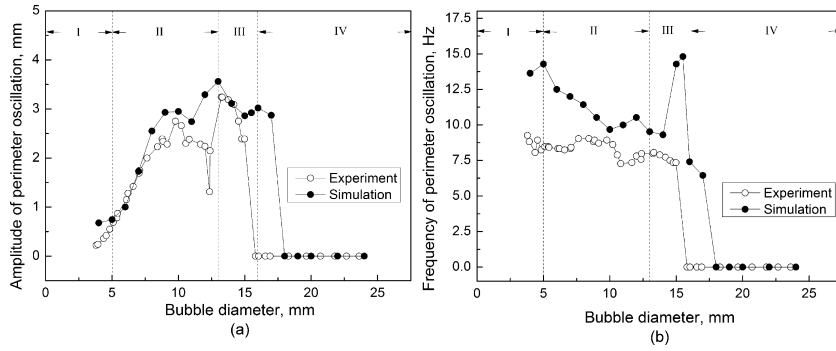 (a)
I II III IV
Amplitude of perimeter oscillation, mm
5
4
3
2
1
0
Experiment
Simulation
0 5 10 15 20 25
Bubble diameter, mm
(a)
(b)
I II III IV
Frequency of perimeter oscillation, Hz
17.5
15.0
12.5
10.0
7.5
5.0
2.5
0.0
Experiment
Simulation
0 5 10 15 20 25
Bubble diameter, mm
(b)